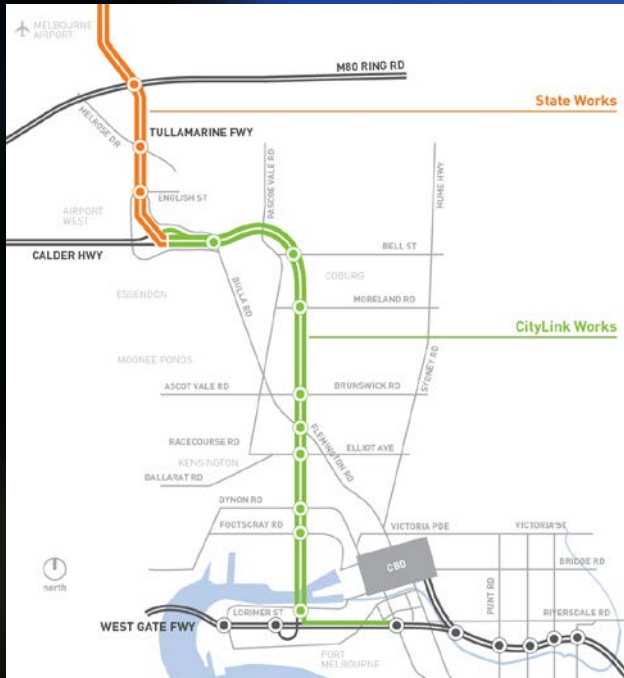 MELBOURNE
AIRPORT
M80 RING RD
State Works
MELROSE DR
TULLAMARINE FWY
PASCOE VALE RD
HUME HWY
ENGLISH ST
AIRPORT
WEST
CALDER HWY
BELL ST
COBURG
ESSENDON
BULLA RD
MORELAND RD
CityLink Works
MOONEE PONDS
SYDNEY RD
ASCOT VALE RD
BRUNSWICK RD
FLEMINGTON RD
RACECOURSE RD
ELLIOT AVE
KENSINGTON
BALLARAT RD
DYNON RD
FOOTSCRAY RD
VICTORIA PDE
VICTORIA ST
CBD
BRIDGE RD
north
PUNT RD
LORIMER ST
RIVERSDALE RD
WEST GATE FWY
PORT
MELBOURNE